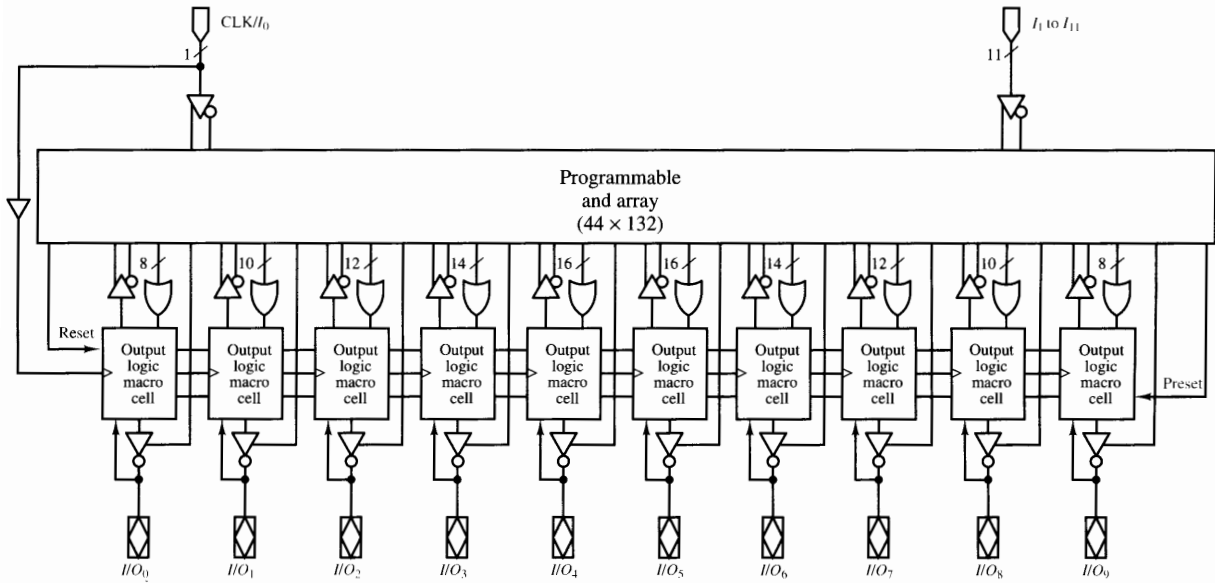 CLK/I0
I1 to I11
1
11
Programmable
and array
(44 × 132)
8
10
12
14
16
16
14
12
10
8
Reset
Output
logic
macro
cell
Output
logic
macro
cell
Output
logic
macro
cell
Output
logic
macro
cell
Output
logic
macro
cell
Output
logic
macro
cell
Output
logic
macro
cell
Output
logic
macro
cell
Output
logic
macro
cell
Output
logic
macro
cell
Preset
I/O0
I/O1
I/O2
I/O3
I/O4
I/O5
I/O6
I/O7
I/O8
I/O9